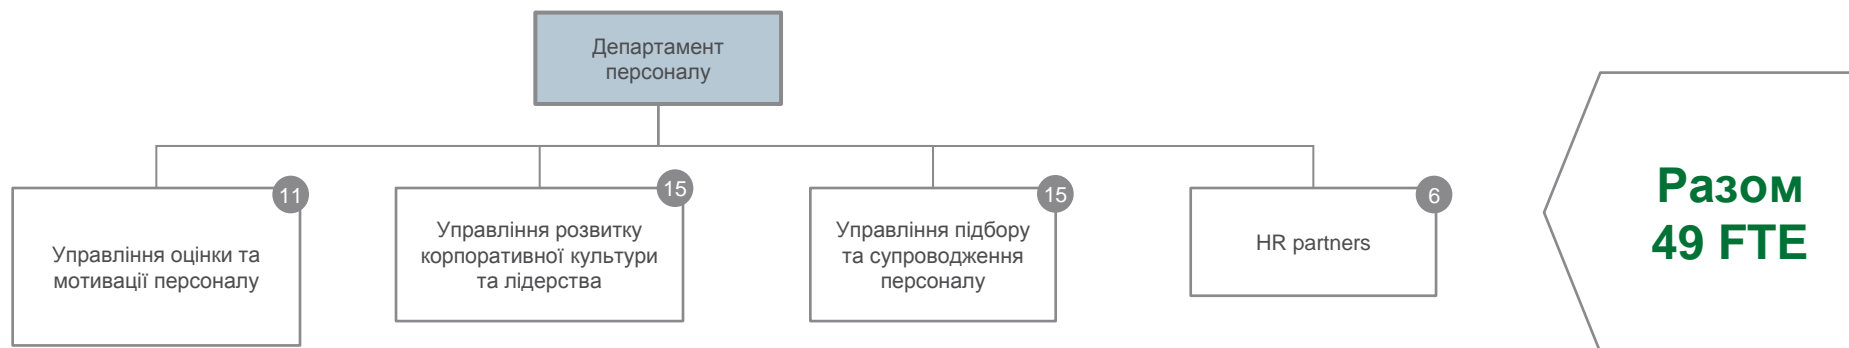 Департамент
персоналу
11
Управління оцінки та
мотивації персоналу
15
Управління розвитку
корпоративної культури
та лідерства
15
Управління підбору
та супроводження
персоналу
6
HR partners
Разом
49 FTE